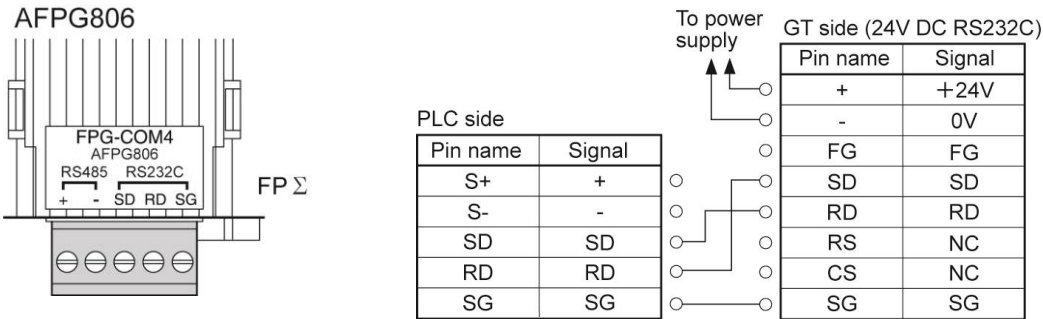 AFPG806
FPG-COM4
AFPG806
RS485 RS232C
+ - SD RD SG
FP Σ
PLC side
Pin name Signal
S+ +
S- -
SD SD
RD RD
SG SG
To power
supply
GT side (24V DC RS232C)
Pin name Signal
+ +24V
- 0V
FG FG
SD SD
RD RD
RS NC
CS NC
SG SG